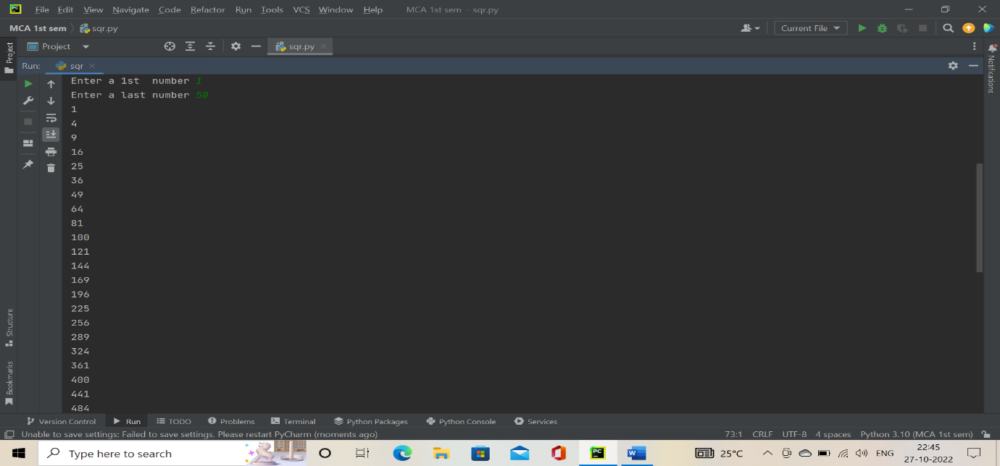 PC File Edit View Navigate Code Refactor Run Tools VCS Window Help MCA 1st sem - sqr.py
MCA 1st sem sqr.py Current File
Project sqr.py
Run: sqr
Enter a 1st  number 1
Enter a last number 50
1
4
9
16
25
36
49
64
81
100
121
144
169
196
225
256
289
324
361
400
441
484
Project
Structure
Bookmarks
Notifications
Version Control Run TODO Problems Terminal Python Packages Python Console Services
Unable to save settings: Failed to save settings. Please restart PyCharm (moments ago) 73:1 CRLF UTF-8 4 spaces Python 3.10 (MCA 1st sem)
Type here to search PC W 25°C ENG 22:45
27-10-2022